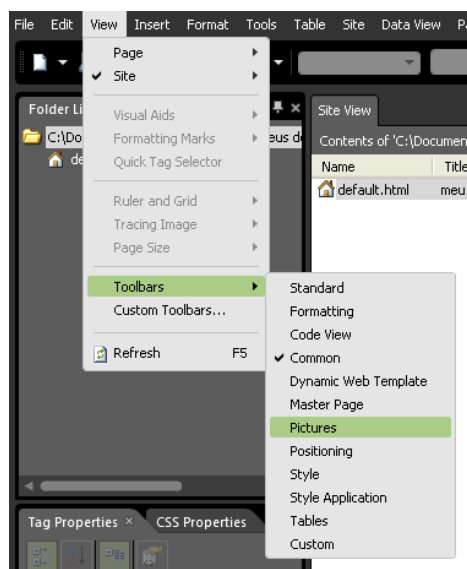 File Edit View Insert Format Tools Table Site Data View
Page
Site
Folder Li
Site View
Visual Aids
C:\Do
eus d
Contents of 'C:\Documen
Formatting Marks
Quick Tag Selector
Name Title
de
default.html meu
Ruler and Grid
Tracing Image
Page Size
Toolbars
Custom Toolbars...
Refresh F5
Standard
Formatting
Code View
Common
Dynamic Web Template
Master Page
Pictures
Positioning
Style
Style Application
Tables
Custom
Tag Properties CSS Properties